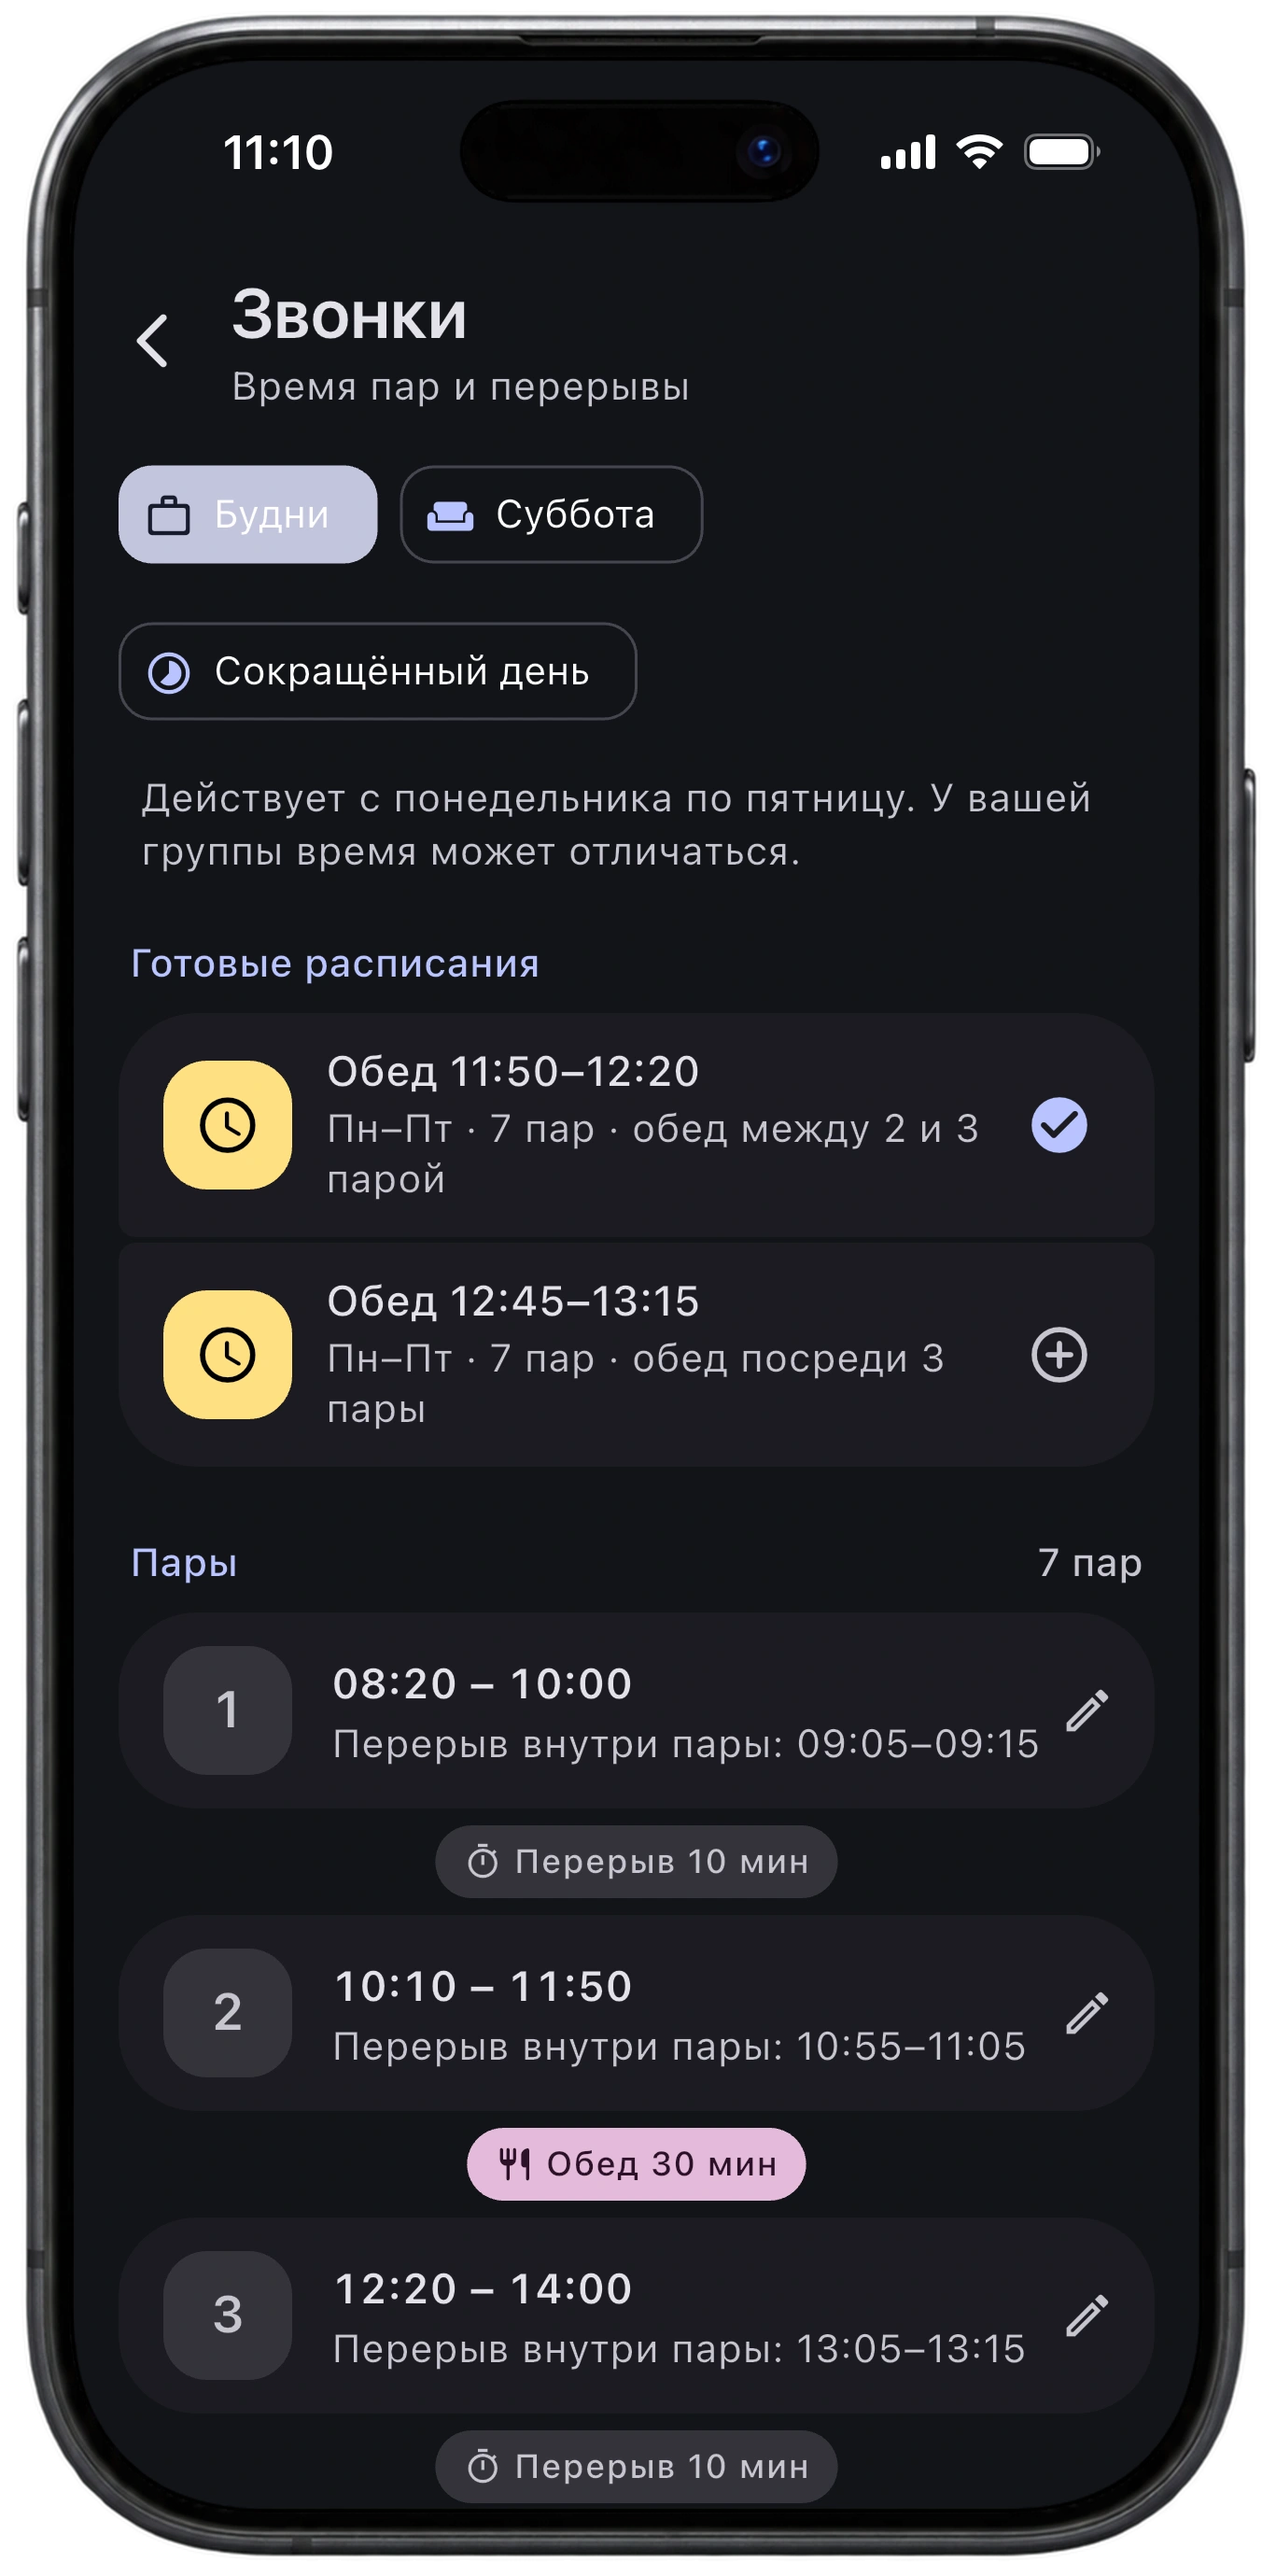 11:10
Звонки
Время пар и перерывы
Будни
Суббота
Сокращённый день
Действует с понедельника по пятницу. У вашей
группы время может отличаться.
Готовые расписания
Обед 11:50–12:20
Пн–Пт · 7 пар · обед между 2 и 3
парой
Обед 12:45–13:15
Пн–Пт · 7 пар · обед посреди 3
пары
Пары
7 пар
1
08:20 – 10:00
Перерыв внутри пары: 09:05–09:15
Перерыв 10 мин
2
10:10 – 11:50
Перерыв внутри пары: 10:55–11:05
Обед 30 мин
3
12:20 – 14:00
Перерыв внутри пары: 13:05–13:15
Перерыв 10 мин